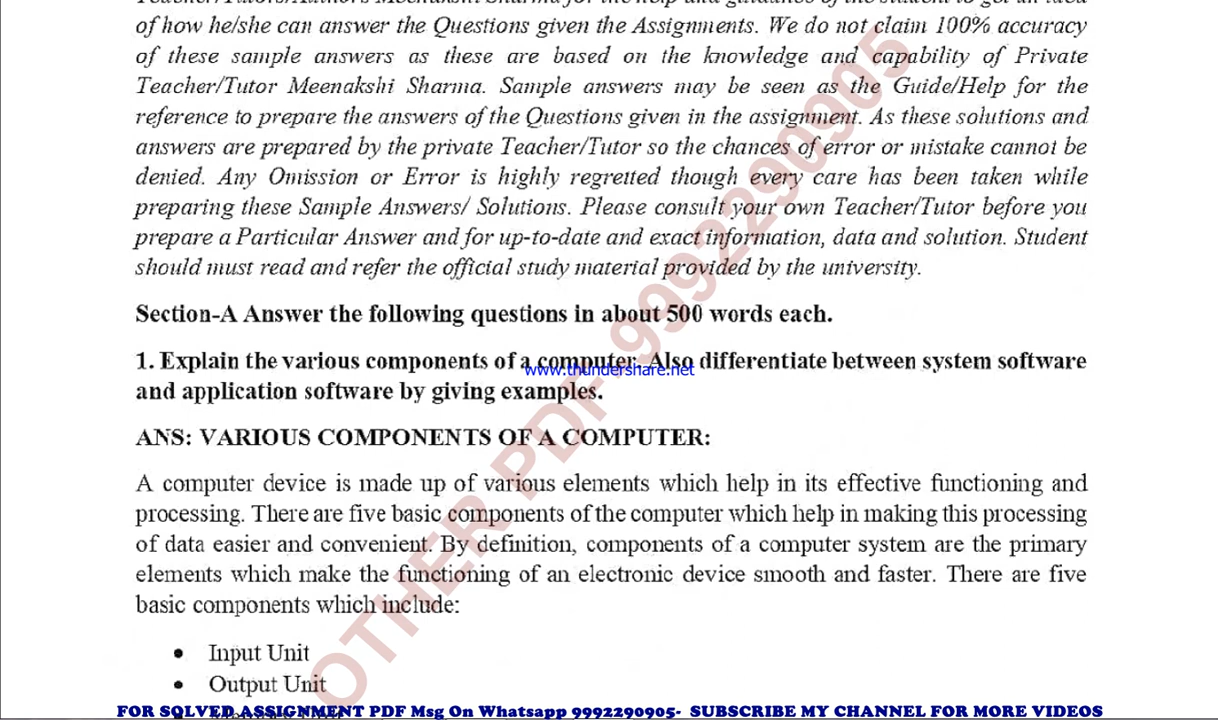 Teacher/Tutors/Authors Meenakshi Sharma for the help and guidance of the student to get an idea
of how he/she can answer the Questions given the Assignments. We do not claim 100% accuracy
of these sample answers as these are based on the knowledge and capability of Private
Teacher/Tutor Meenakshi Sharma. Sample answers may be seen as the Guide/Help for the
reference to prepare the answers of the Questions given in the assignment. As these solutions and
answers are prepared by the private Teacher/Tutor so the chances of error or mistake cannot be
denied. Any Omission or Error is highly regretted though every care has been taken while
preparing these Sample Answers/ Solutions. Please consult your own Teacher/Tutor before you
prepare a Particular Answer and for up-to-date and exact information, data and solution. Student
should must read and refer the official study material provided by the university.
Section-A Answer the following questions in about 500 words each.
1. Explain the various components of a computer. Also differentiate between system software
www.thundershare.net
and application software by giving examples.
ANS: VARIOUS COMPONENTS OF A COMPUTER:
A computer device is made up of various elements which help in its effective functioning and
processing. There are five basic components of the computer which help in making this processing
of data easier and convenient. By definition, components of a computer system are the primary
elements which make the functioning of an electronic device smooth and faster. There are five
basic components which include:
• Input Unit
• Output Unit
OTHER PDF-9992290905
FOR SOLVED ASSIGNMENT PDF Msg On Whatsapp 9992290905- SUBSCRIBE MY CHANNEL FOR MORE VIDEOS